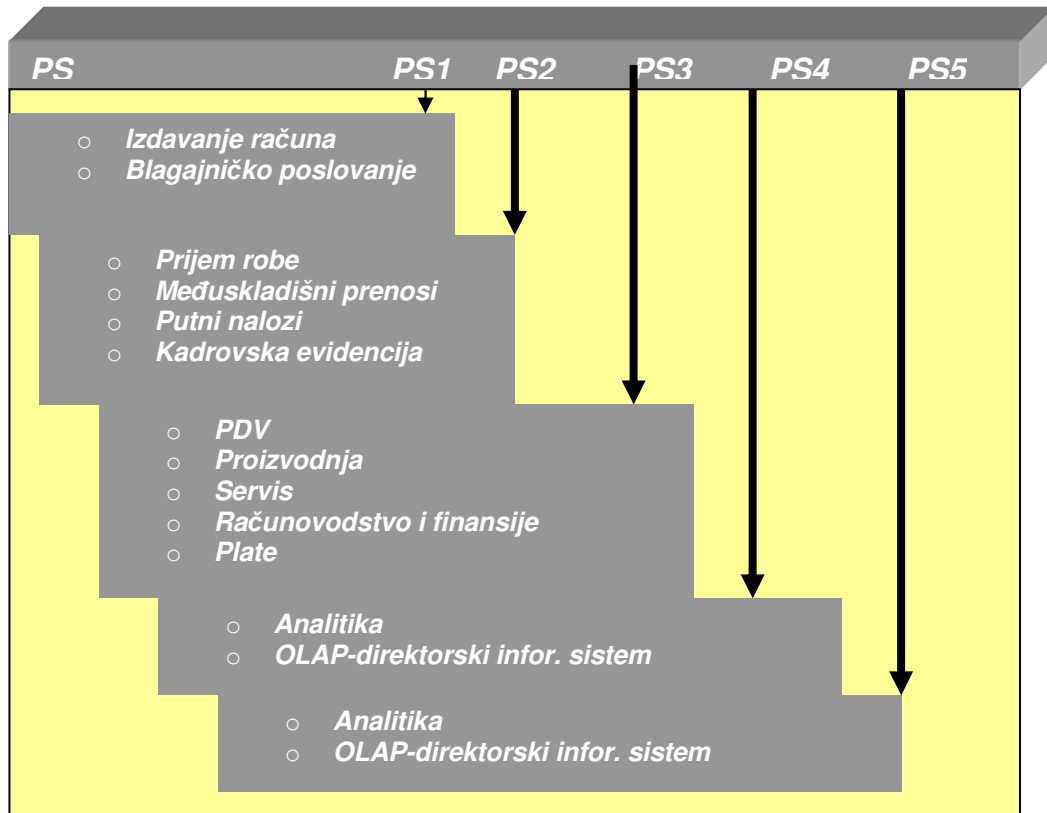 PS PS1 PS2 PS3 PS4 PS5
o Izdavanje računa
o Blagajničko poslovanje
o Prijem robe
o Međuskladišni prenosi
o Putni nalozi
o Kadrovska evidencija
o PDV
o Proizvodnja
o Servis
o Računovodstvo i finansije
o Plate
o Analitika
o OLAP-direktorski infor. sistem
o Analitika
o OLAP-direktorski infor. sistem